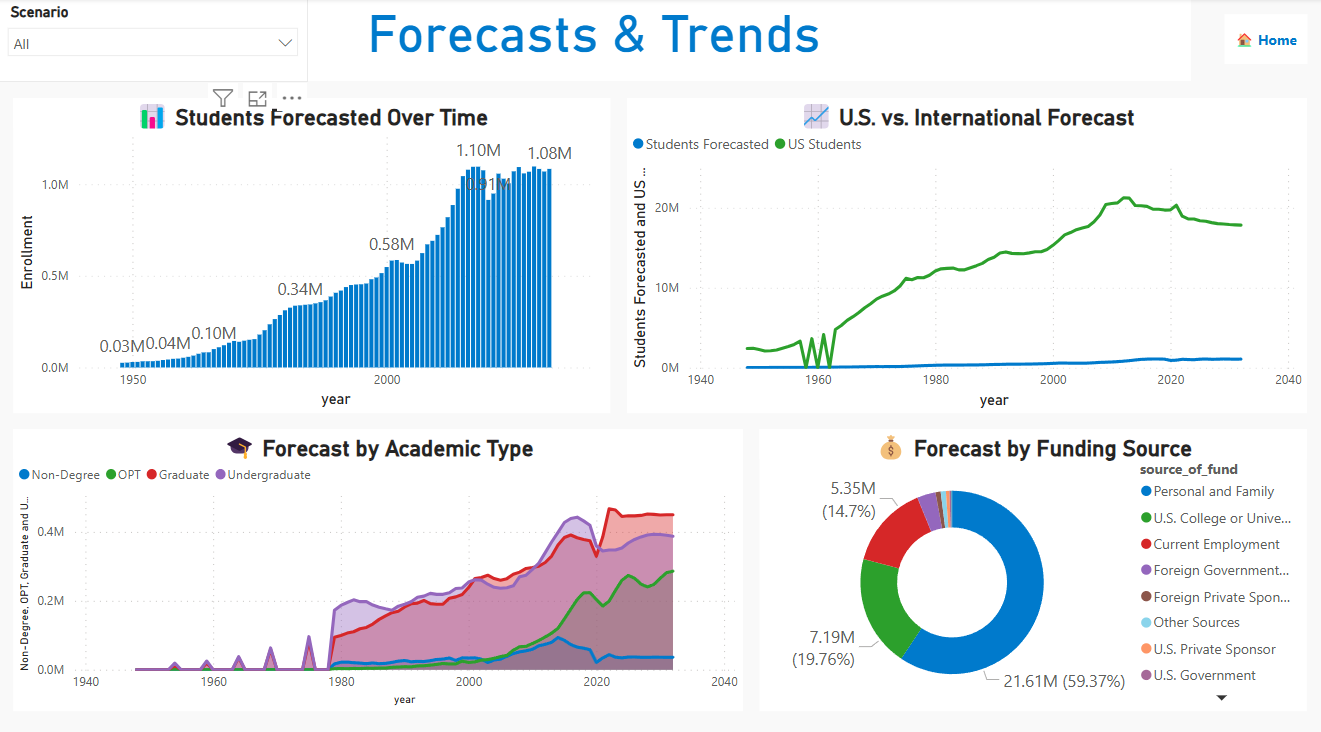 Scenario
All
Forecasts & Trends
Home
Students Forecasted Over Time
1.10M
1.08M
0.91M
0.58M
0.34M
0.10M
0.04M
0.03M
Enrollment
1.0M
0.5M
0.0M
1950
2000
year
U.S. vs. International Forecast
Students Forecasted
US Students
Students Forecasted and US ...
20M
10M
0M
1940
1960
1980
2000
2020
2040
year
Forecast by Academic Type
Non-Degree
OPT
Graduate
Undergraduate
Non-Degree, OPT, Graduate and U...
0.4M
0.2M
0.0M
1940
1960
1980
2000
2020
2040
year
Forecast by Funding Source
source_of_fund
Personal and Family
U.S. College or Unive...
Current Employment
Foreign Government...
Foreign Private Spon...
Other Sources
U.S. Private Sponsor
U.S. Government
5.35M
(14.7%)
7.19M
(19.76%)
21.61M (59.37%)